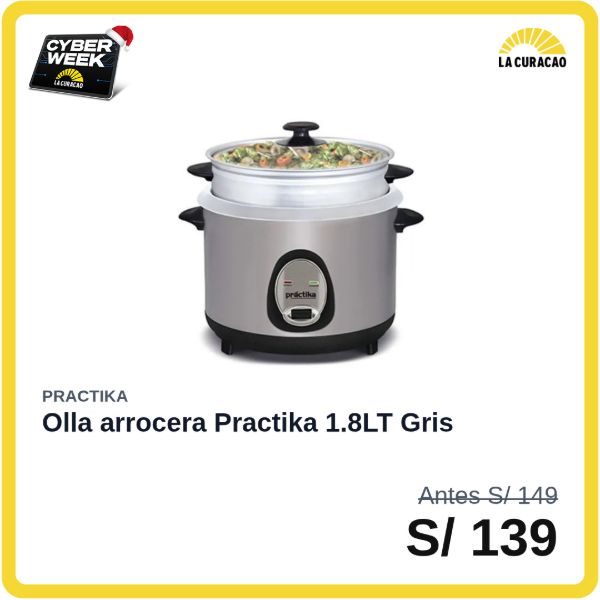 CYBER
WEEK
LA CURACAO
LA CURACAO
práctika
PRACTIKA
Olla arrocera Practika 1.8LT Gris
Antes S/ 149
S/ 139